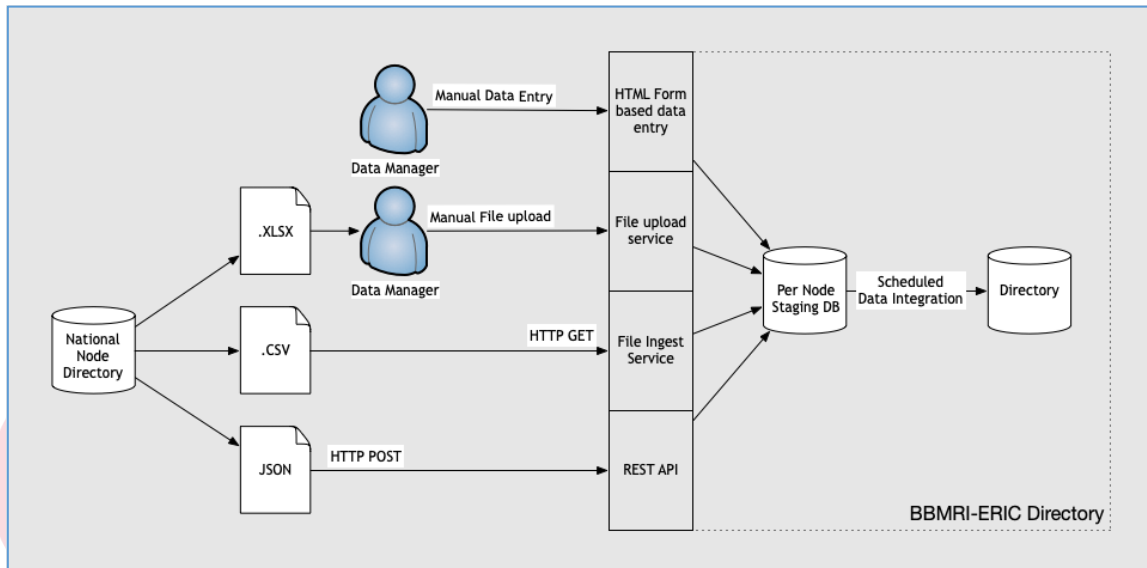 Manual Data Entry
Data Manager
HTML Form
based data
entry
.XLSX
Manual File upload
Data Manager
File upload
service
National
Node
Directory
.CSV
HTTP GET
File Ingest
Service
Per Node
Staging DB
Scheduled
Data Integration
Directory
.JSON
HTTP POST
REST API
BBMRI-ERIC Directory